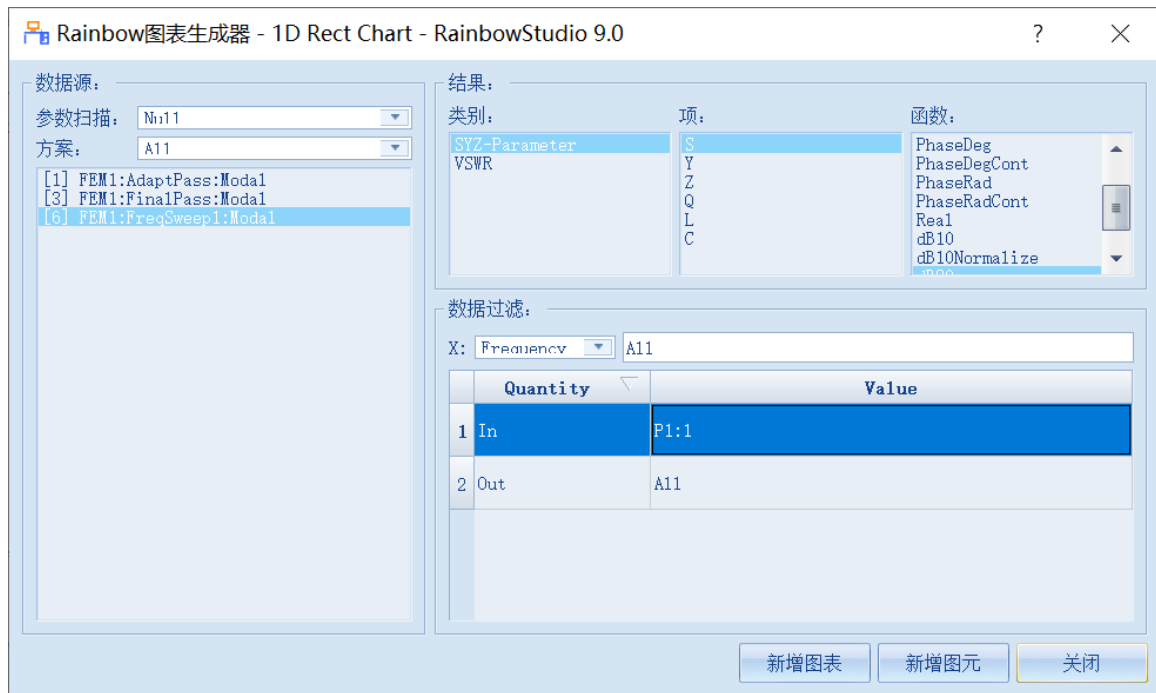 Rainbow图表生成器 - 1D Rect Chart - RainbowStudio 9.0
?
数据源:
参数扫描: Null
方案: All
[1] FEM1:AdaptPass:Modal
[3] FEM1:FinalPass:Modal
[6] FEM1:FreqSweep1:Modal
结果:
类别:
SYZ-Parameter
VSWR
项:
S
Y
Z
Q
L
C
函数:
PhaseDeg
PhaseDegCont
PhaseRad
PhaseRadCont
Real
dB10
dB10Normalize
dB20
数据过滤:
X: Frequency All
Quantity Value
1 In P1:1
2 Out All
新增图表 新增图元 关闭